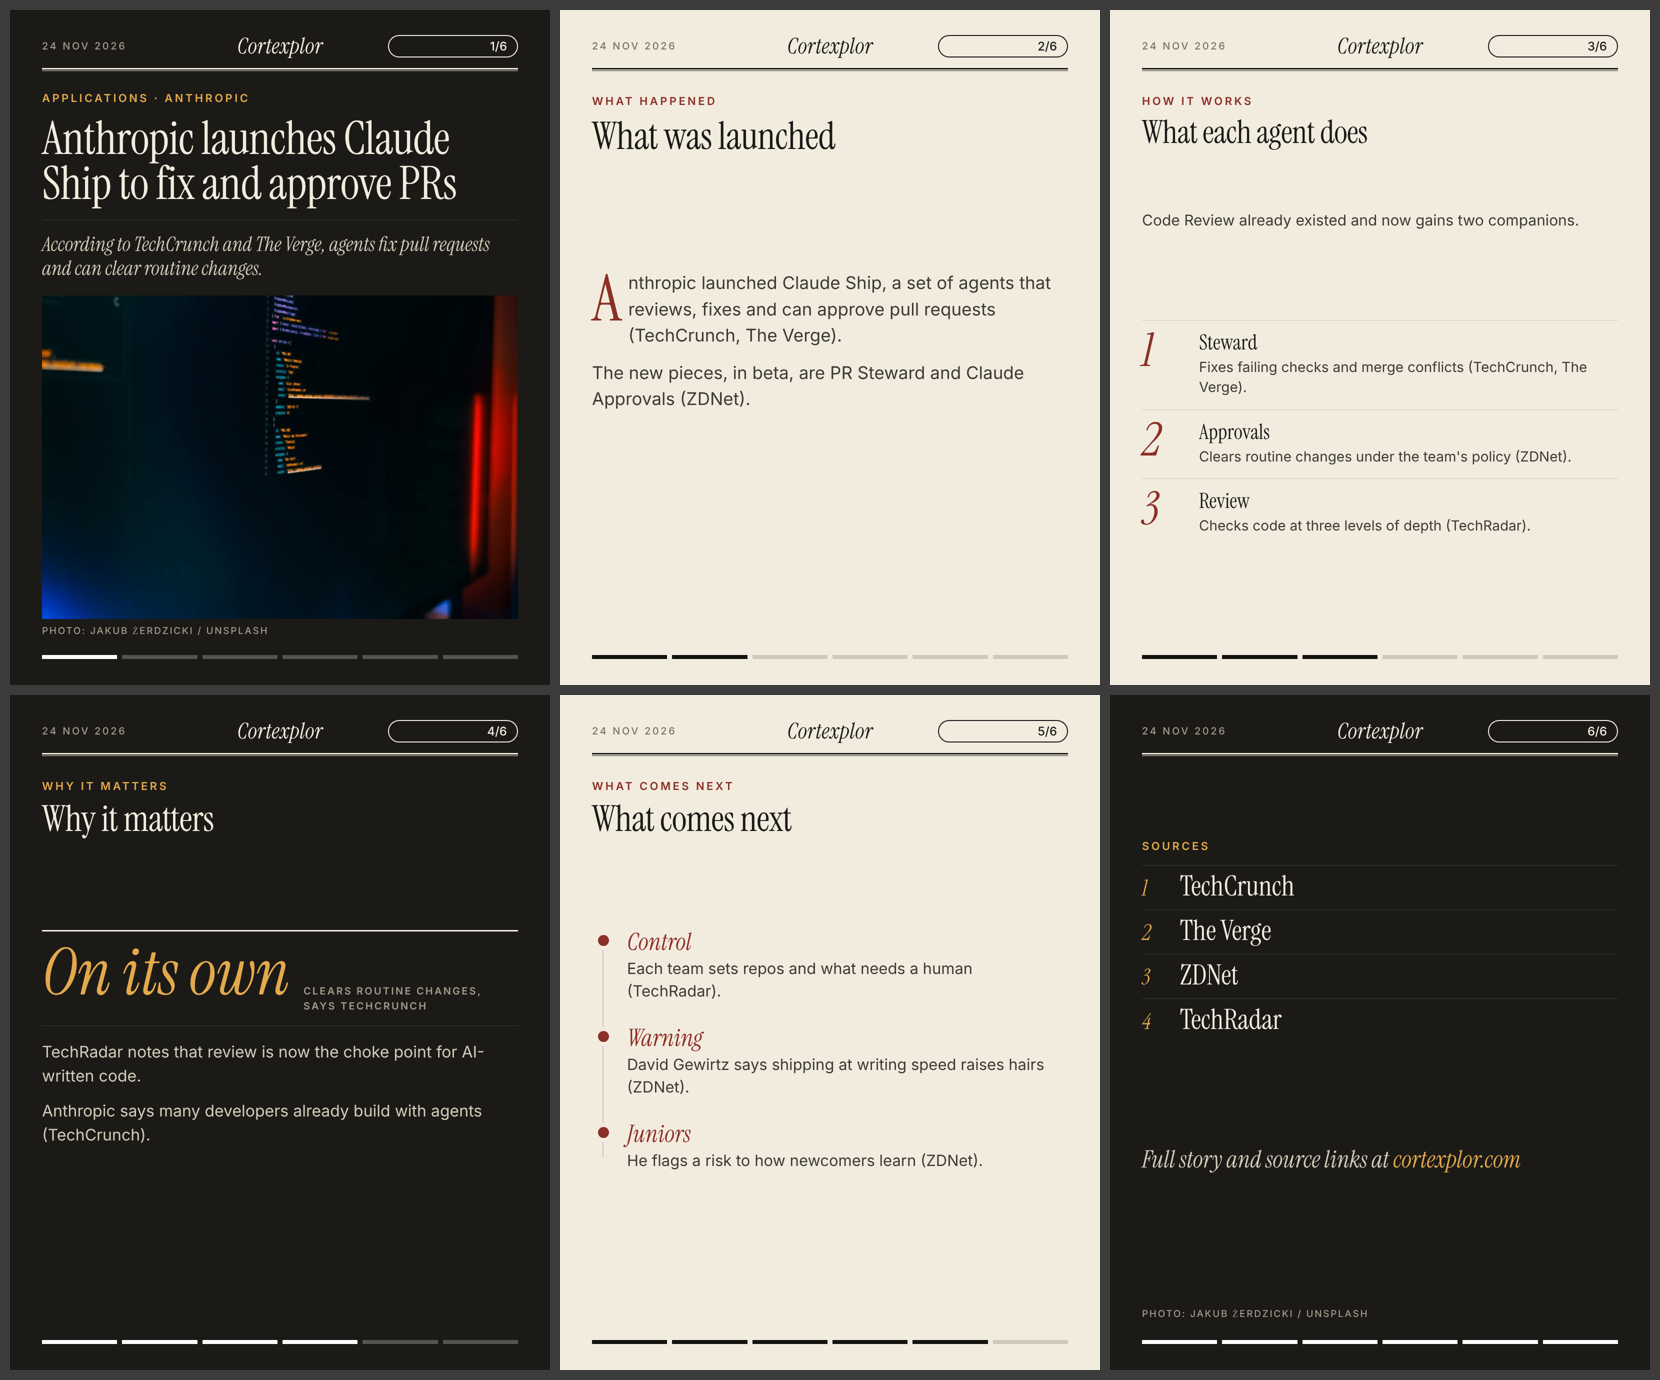 24 NOV 2026
Cortexplor
1/6
APPLICATIONS · ANTHROPIC
Anthropic launches Claude
Ship to fix and approve PRs
According to TechCrunch and The Verge, agents fix pull requests
and can clear routine changes.
PHOTO: JAKUB ŻERDZICKI / UNSPLASH
24 NOV 2026
Cortexplor
2/6
WHAT HAPPENED
What was launched
Anthropic launched Claude Ship, a set of agents that
reviews, fixes and can approve pull requests
(TechCrunch, The Verge).
The new pieces, in beta, are PR Steward and Claude
Approvals (ZDNet).
24 NOV 2026
Cortexplor
3/6
HOW IT WORKS
What each agent does
Code Review already existed and now gains two companions.
1
Steward
Fixes failing checks and merge conflicts (TechCrunch, The
Verge).
2
Approvals
Clears routine changes under the team's policy (ZDNet).
3
Review
Checks code at three levels of depth (TechRadar).
24 NOV 2026
Cortexplor
4/6
WHY IT MATTERS
Why it matters
On its own
CLEARS ROUTINE CHANGES,
SAYS TECHCRUNCH
TechRadar notes that review is now the choke point for AI-
written code.
Anthropic says many developers already build with agents
(TechCrunch).
24 NOV 2026
Cortexplor
5/6
WHAT COMES NEXT
What comes next
Control
Each team sets repos and what needs a human
(TechRadar).
Warning
David Gewirtz says shipping at writing speed raises hairs
(ZDNet).
Juniors
He flags a risk to how newcomers learn (ZDNet).
24 NOV 2026
Cortexplor
6/6
SOURCES
1 TechCrunch
2 The Verge
3 ZDNet
4 TechRadar
Full story and source links at cortexplor.com
PHOTO: JAKUB ŻERDZICKI / UNSPLASH